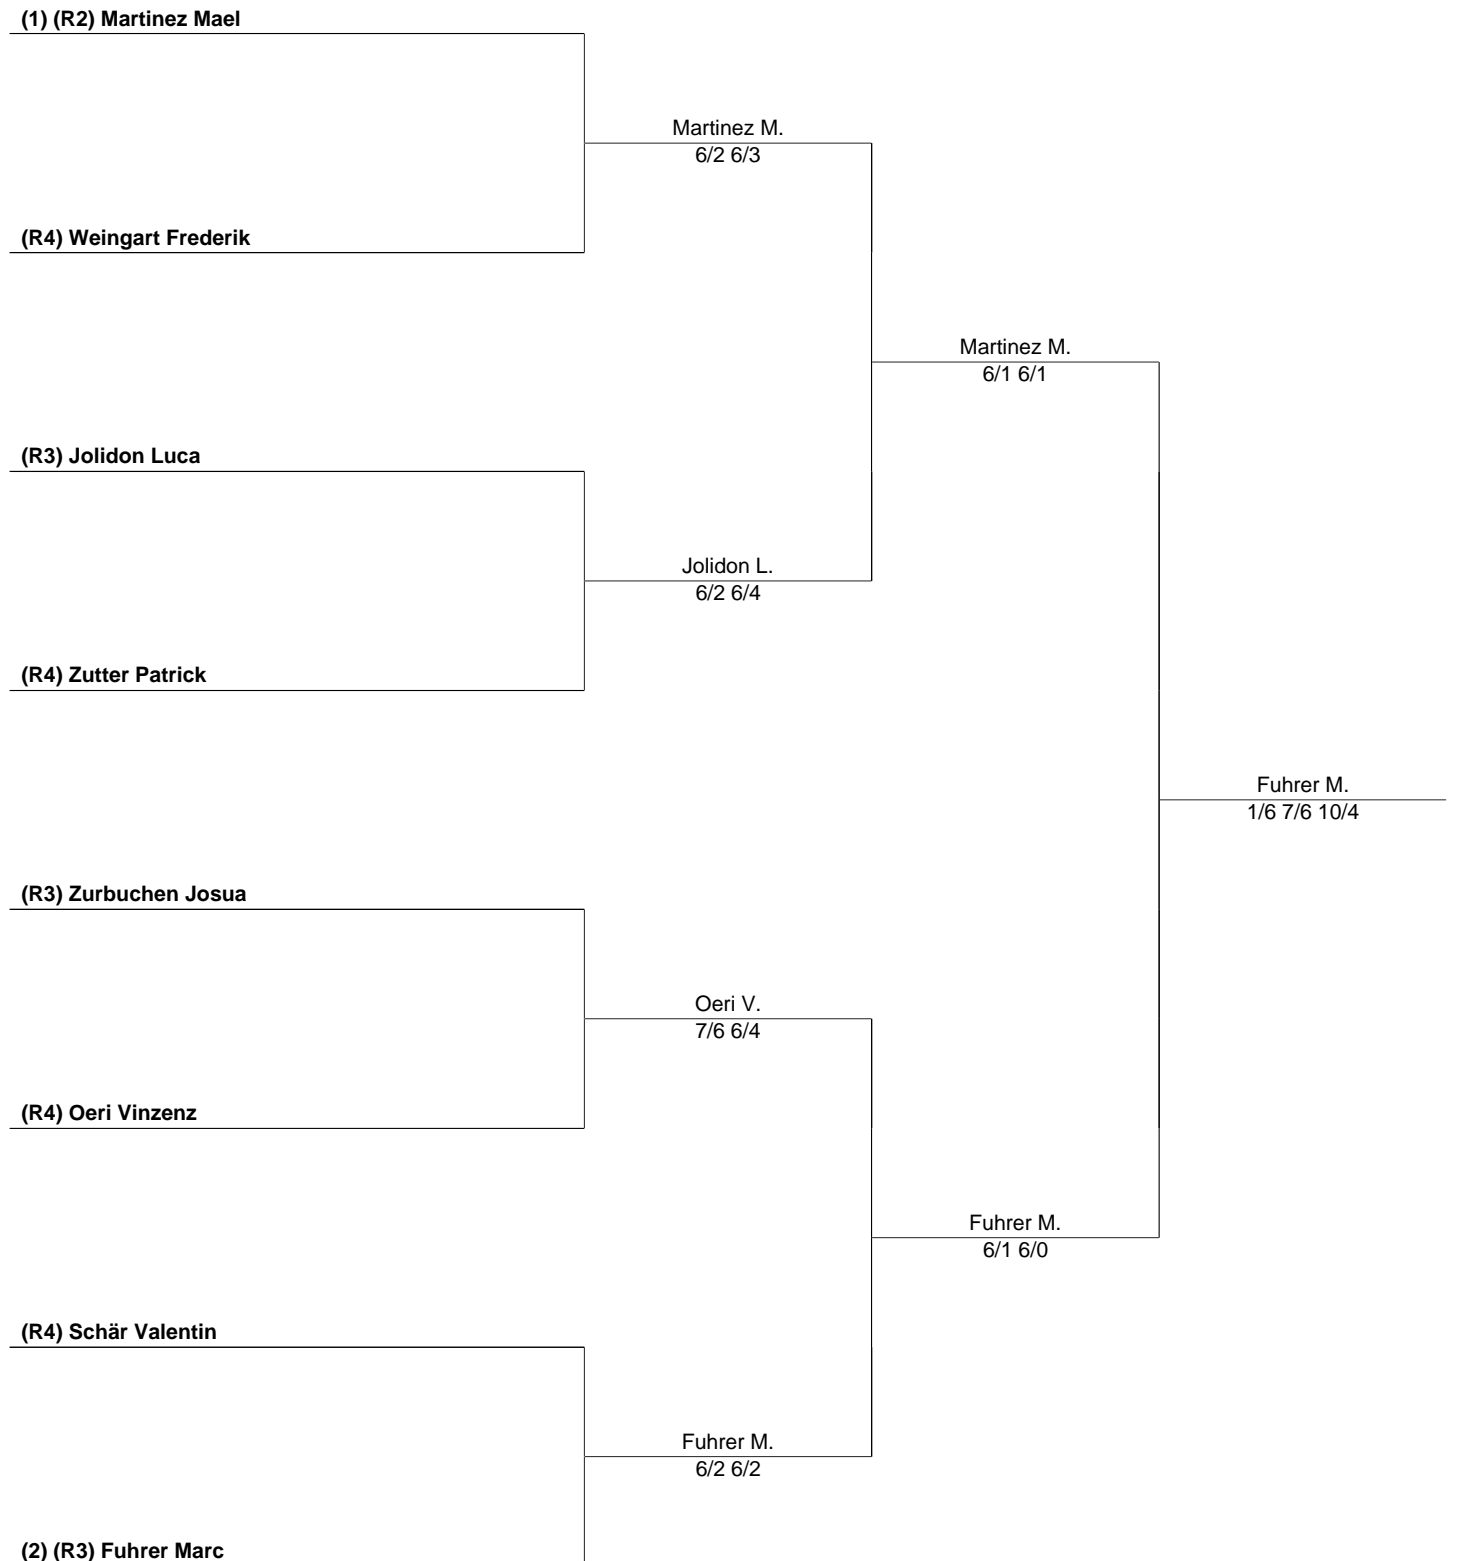 (1) (R2) Martinez Mael
Martinez M.
6/2 6/3
(R4) Weingart Frederik
Martinez M.
6/1 6/1
(R3) Jolidon Luca
Jolidon L.
6/2 6/4
(R4) Zutter Patrick
Fuhrer M.
1/6 7/6 10/4
(R3) Zurbuchen Josua
Oeri V.
7/6 6/4
(R4) Oeri Vinzenz
Fuhrer M.
6/1 6/0
(R4) Schär Valentin
Fuhrer M.
6/2 6/2
(2) (R3) Fuhrer Marc